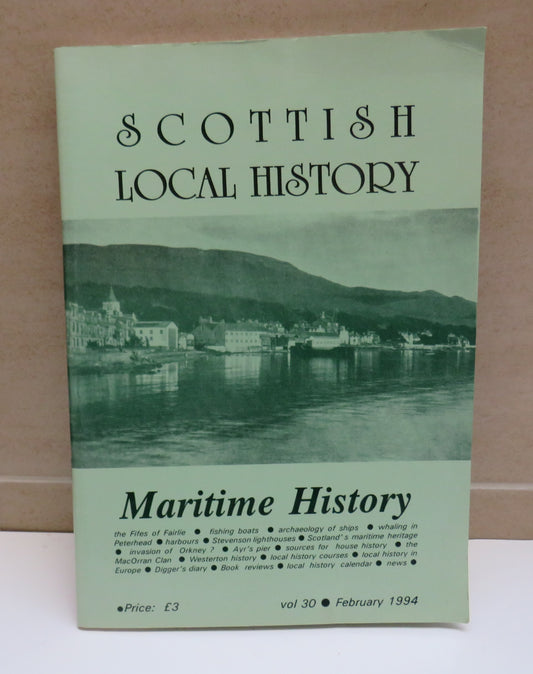 SCOTTISH
LOCAL HISTORY
Maritime History
the Fifes of Fairlie ● fishing boats ● archaeology of ships ● whaling in
Peterhead ● harbours ● Stevenson lighthouses ● Scotland's maritime heritage
● invasion of Orkney ? ● Ayr's pier ● sources for house history ● the
MacOrran Clan ● Westerton history ● local history courses ● local history in
Europe ● Digger's diary ● Book reviews ● local history calendar ● news ●
●Price: £3 vol 30 ● February 1994